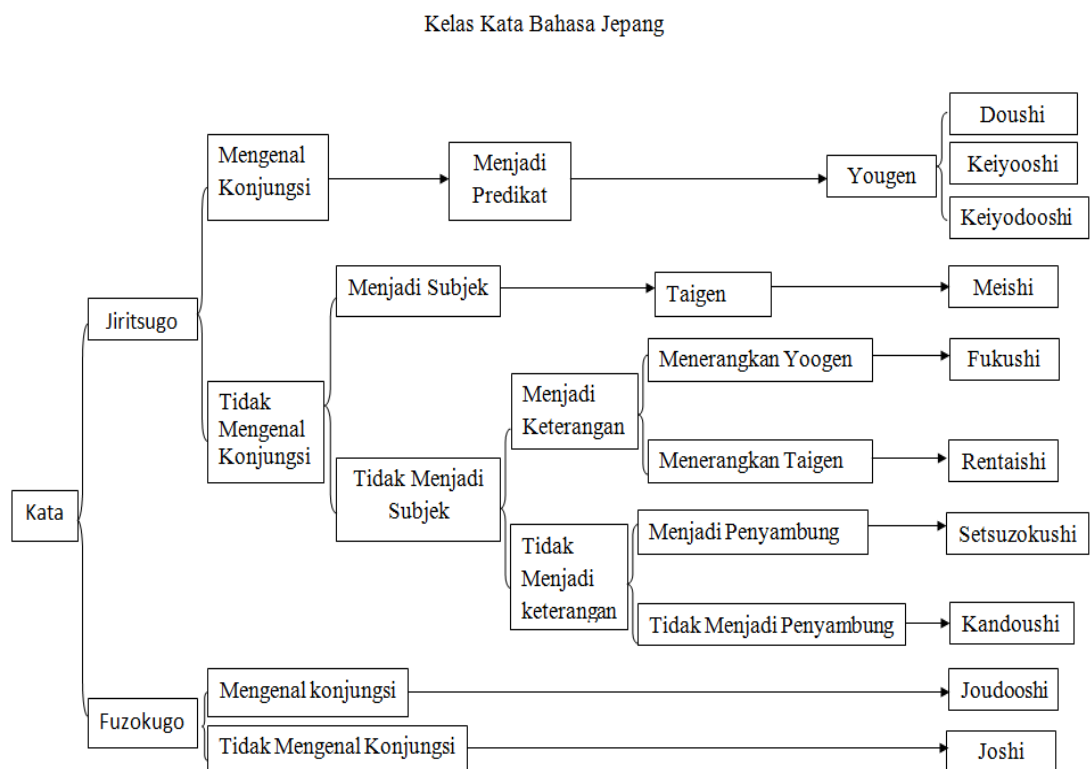 Kelas Kata Bahasa Jepang
Kata
Jiritsugo
Mengenal
Konjungsi
Menjadi
Predikat
Yougen
Doushi
Keiyooshi
Keiyodooshi
Tidak
Mengenal
Konjungsi
Menjadi Subjek
Taigen
Meishi
Tidak Menjadi
Subjek
Menjadi
Keterangan
Menerangkan Yoogen
Fukushi
Menerangkan Taigen
Rentaishi
Tidak
Menjadi
keterangan
Menjadi Penyambung
Setsuzokushi
Tidak Menjadi Penyambung
Kandoushi
Fuzokugo
Mengenal konjungsi
Joudooshi
Tidak Mengenal Konjungsi
Joshi